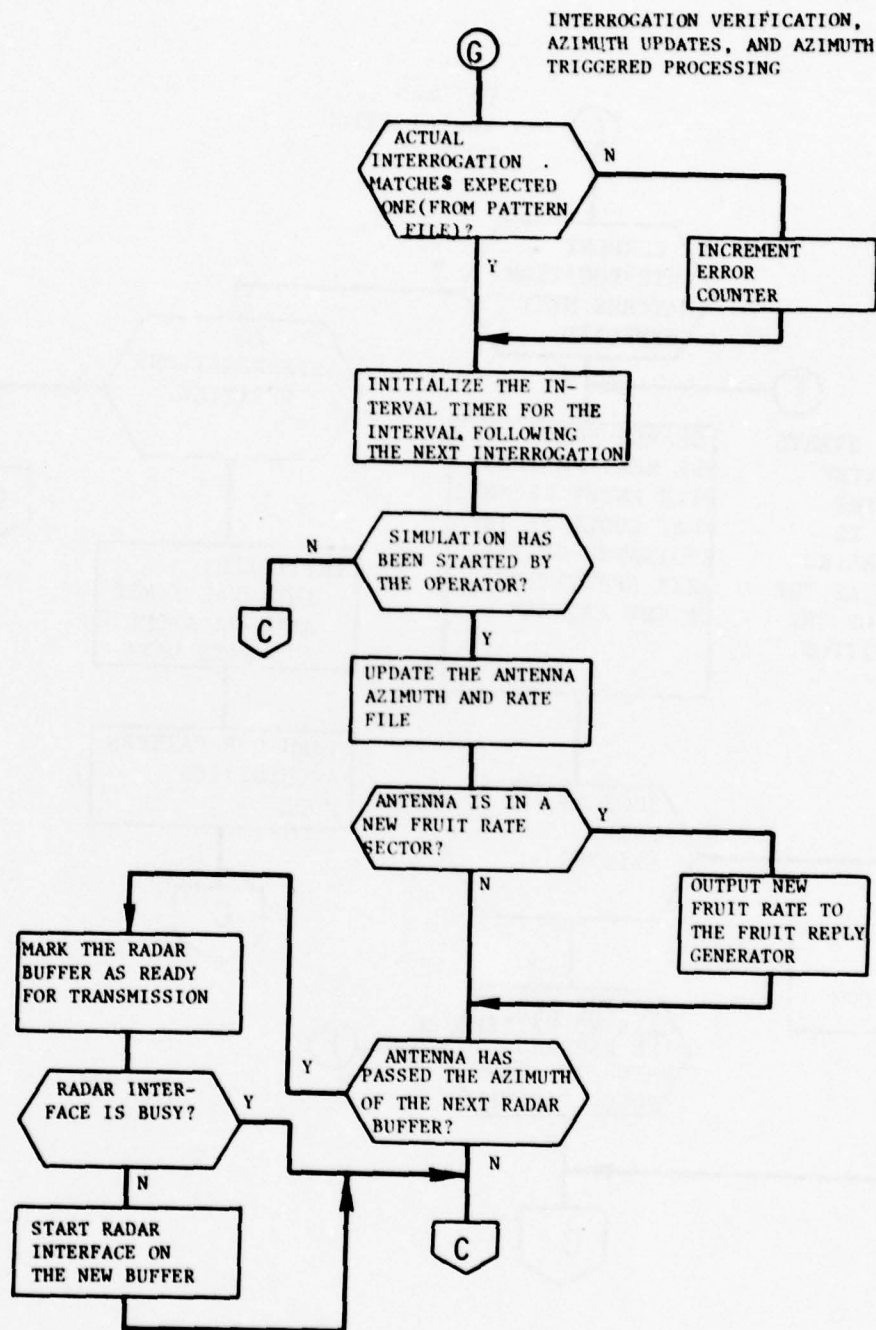 INTERROGATION VERIFICATION,
AZIMUTH UPDATES, AND AZIMUTH
TRIGGERED PROCESSING
G
ACTUAL
INTERROGATION
MATCHES EXPECTED
ONE(FROM PATTERN
FILE)?
N
Y
INCREMENT
ERROR
COUNTER
INITIALIZE THE IN-
TERVAL TIMER FOR THE
INTERVAL. FOLLOWING
THE NEXT INTERROGATION
SIMULATION HAS
BEEN STARTED BY
THE OPERATOR?
N
C
Y
UPDATE THE ANTENNA
AZIMUTH AND RATE
FILE
ANTENNA IS IN A
NEW FRUIT RATE
SECTOR?
Y
N
OUTPUT NEW
FRUIT RATE TO
THE FRUIT REPLY
GENERATOR
MARK THE RADAR
BUFFER AS READY
FOR TRANSMISSION
ANTENNA HAS
PASSED THE AZIMUTH
OF THE NEXT RADAR
BUFFER?
Y
N
RADAR INTER-
FACE IS BUSY?
Y
N
START RADAR
INTERFACE ON
THE NEW BUFFER
C